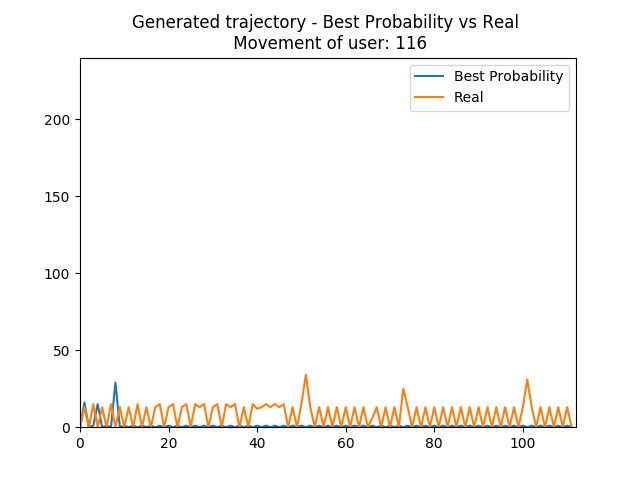 Generated trajectory - Best Probability vs Real
Movement of user: 116
Best Probability
Real
200
150
100
50
0
0 20 40 60 80 100